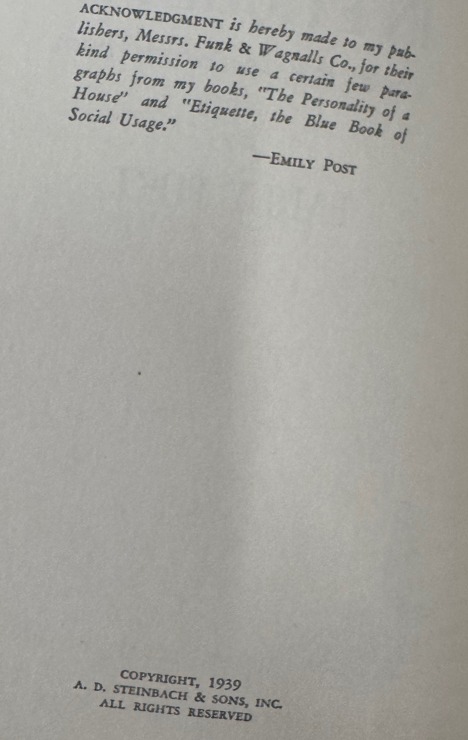 ACKNOWLEDGMENT is hereby made to my pub-
lishers, Messrs. Funk & Wagnalls Co., for their
kind permission to use a certain few para-
graphs from my books, "The Personality of a
House" and "Etiquette, the Blue Book of
Social Usage."
—EMILY POST
COPYRIGHT, 1939
A. D. STEINBACH & SONS, INC.
ALL RIGHTS RESERVED